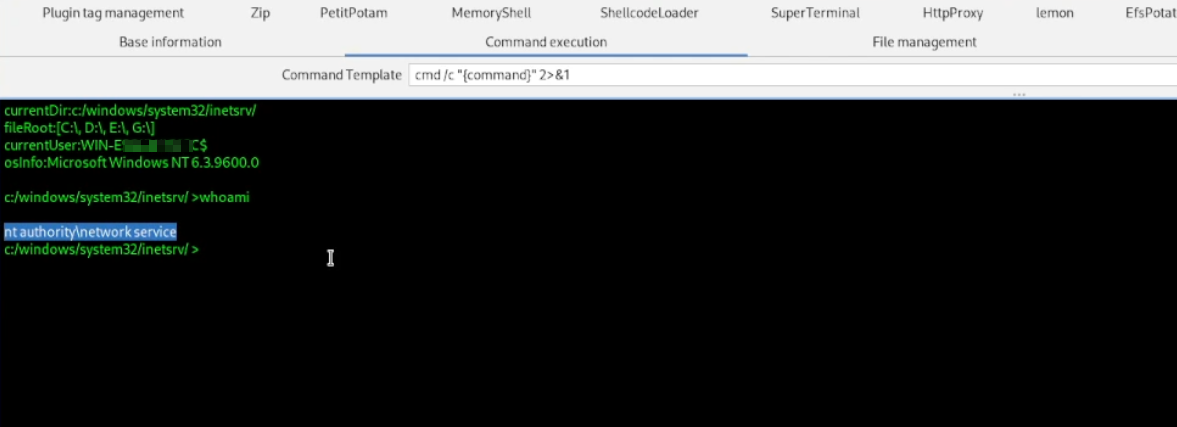 Plugin tag management Zip PetitPotam MemoryShell ShellcodeLoader SuperTerminal HttpProxy lemon EfsPotat
Base information Command execution File management
Command Template cmd /c "{command}" 2>&1
...
currentDir:c:/windows/system32/inetsrv/
fileRoot:[C:\, D:\, E:\, G:\]
currentUser:WIN-E C$
osInfo:Microsoft Windows NT 6.3.9600.0
c:/windows/system32/inetsrv/ >whoami
nt authority\network service
c:/windows/system32/inetsrv/ >